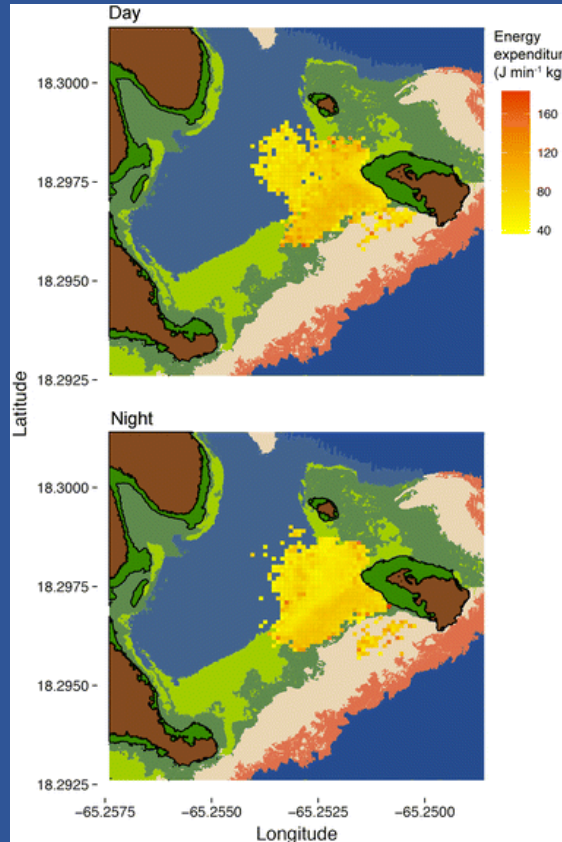 Day
Energy
expenditur
(J min⁻¹ kg
160
120
80
40
18.3000
18.2975
18.2950
18.2925
Latitude
Night
18.3000
18.2975
18.2950
18.2925
−65.2575
−65.2550
−65.2525
−65.2500
Longitude